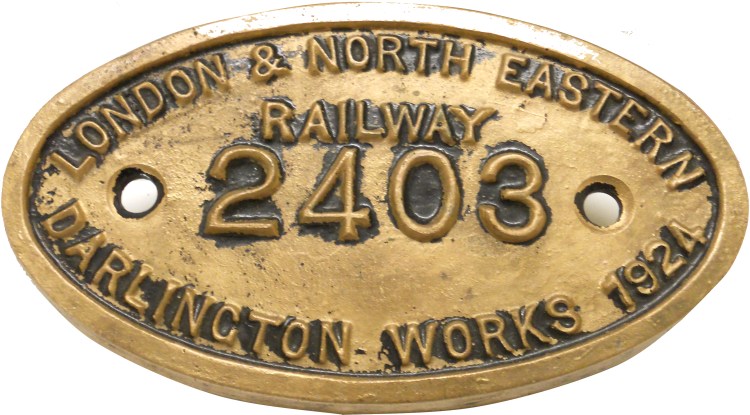 LONDON & NORTH EASTERN
RAILWAY
2403
DARLINGTON WORKS 1924